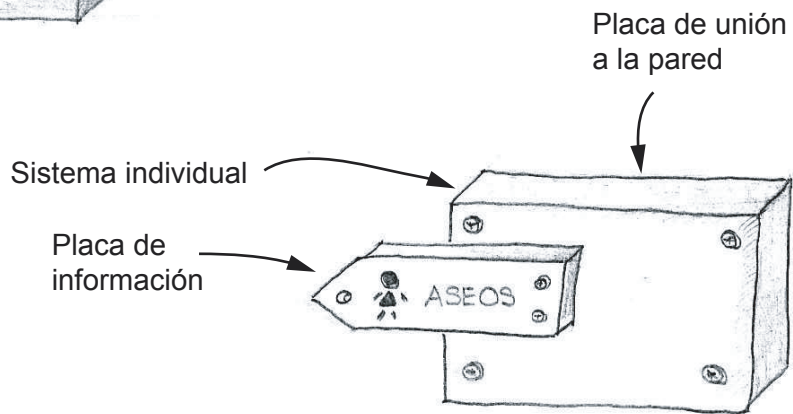 Placa de unión
a la pared
Sistema individual
Placa de
información
ASEOS